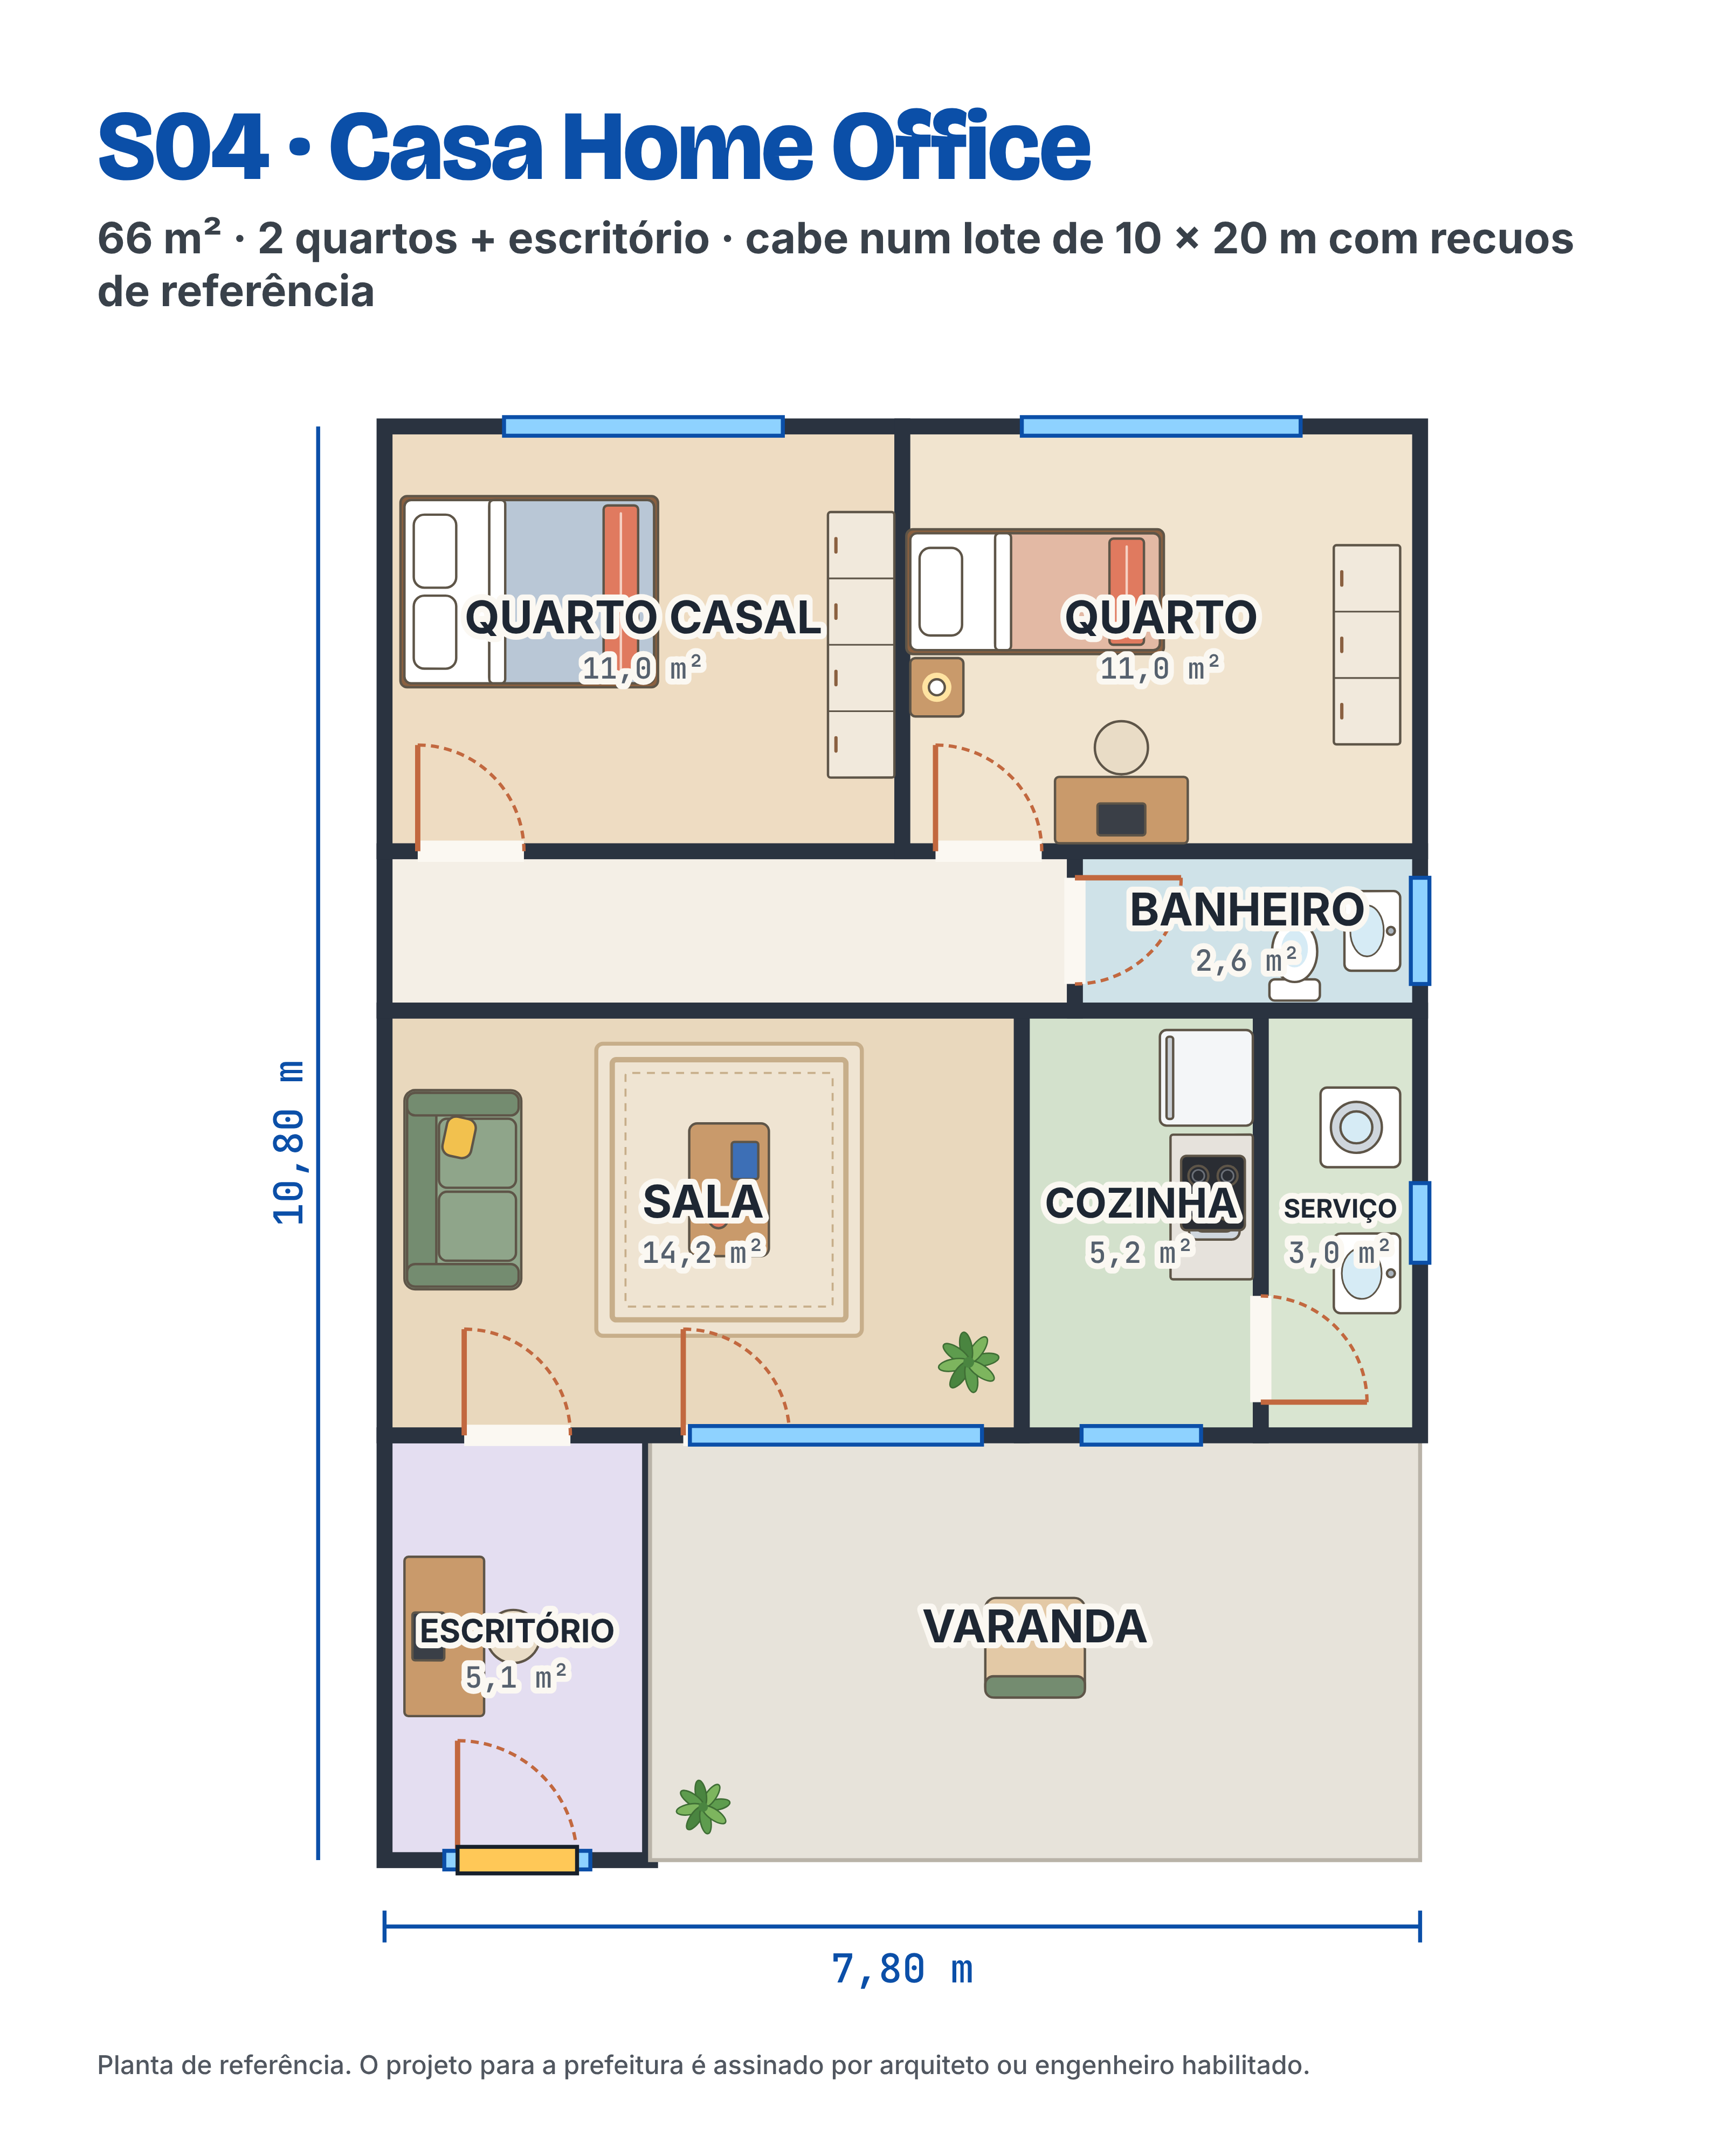 S04 · Casa Home Office
66 m² · 2 quartos + escritório · cabe num lote de 10 × 20 m com recuos
de referência
QUARTO CASAL
11,0 m²
QUARTO
11,0 m²
BANHEIRO
2,6 m²
10,80 m
SALA
14,2 m²
COZINHA
5,2 m²
SERVIÇO
3,0 m²
ESCRITÓRIO
5,1 m²
VARANDA
7,80 m
Planta de referência. O projeto para a prefeitura é assinado por arquiteto ou engenheiro habilitado.